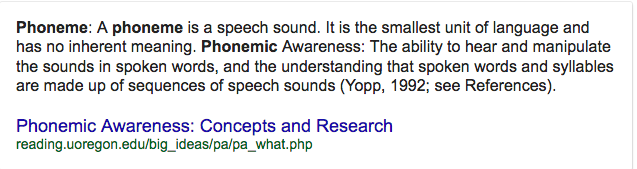 Phoneme: A phoneme is a speech sound. It is the smallest unit of language and
has no inherent meaning. Phonemic Awareness: The ability to hear and manipulate
the sounds in spoken words, and the understanding that spoken words and syllables
are made up of sequences of speech sounds (Yopp, 1992; see References).
Phonemic Awareness: Concepts and Research
reading.uoregon.edu/big_ideas/pa/pa_what.php